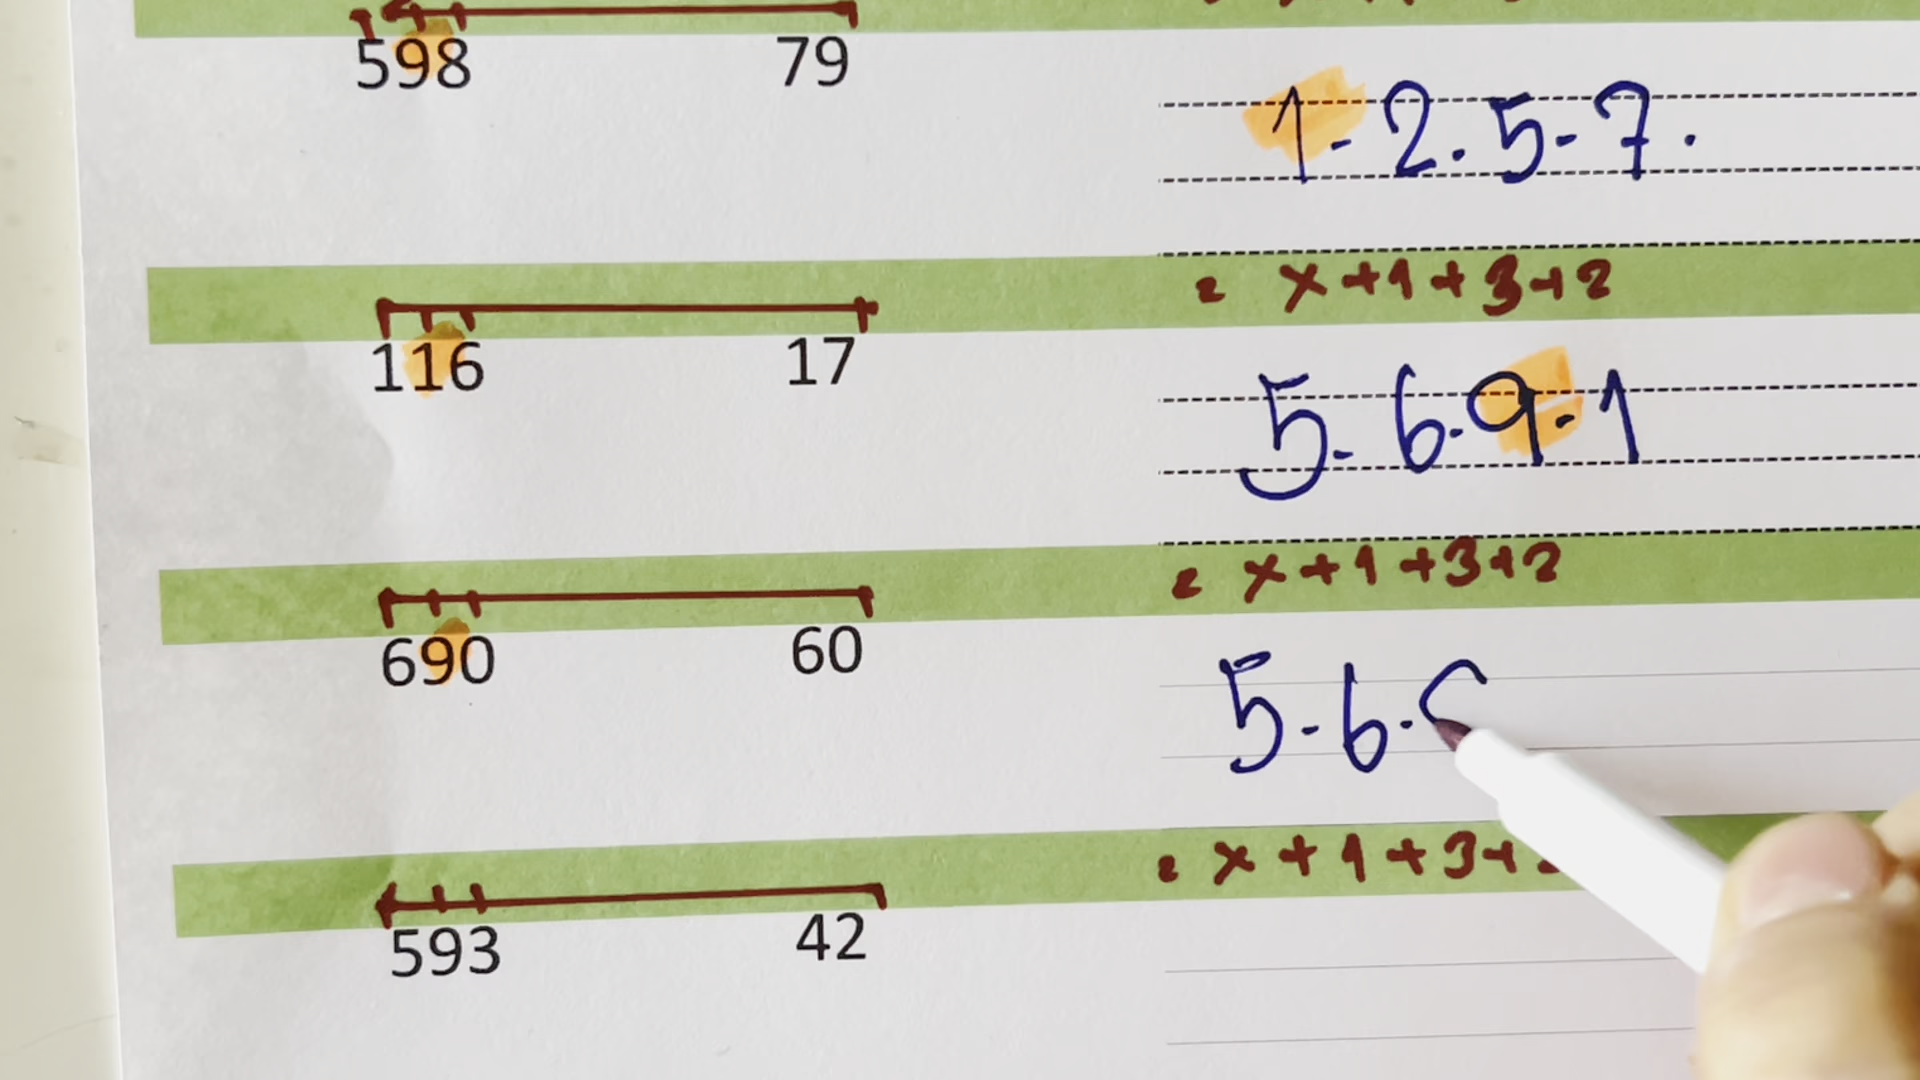 598 79
1-2.5-7.
116 17
= x+1+3+2
5-6.9.1
690 60
= x+1+3+2
5-6.
593 42
= x+1+3+